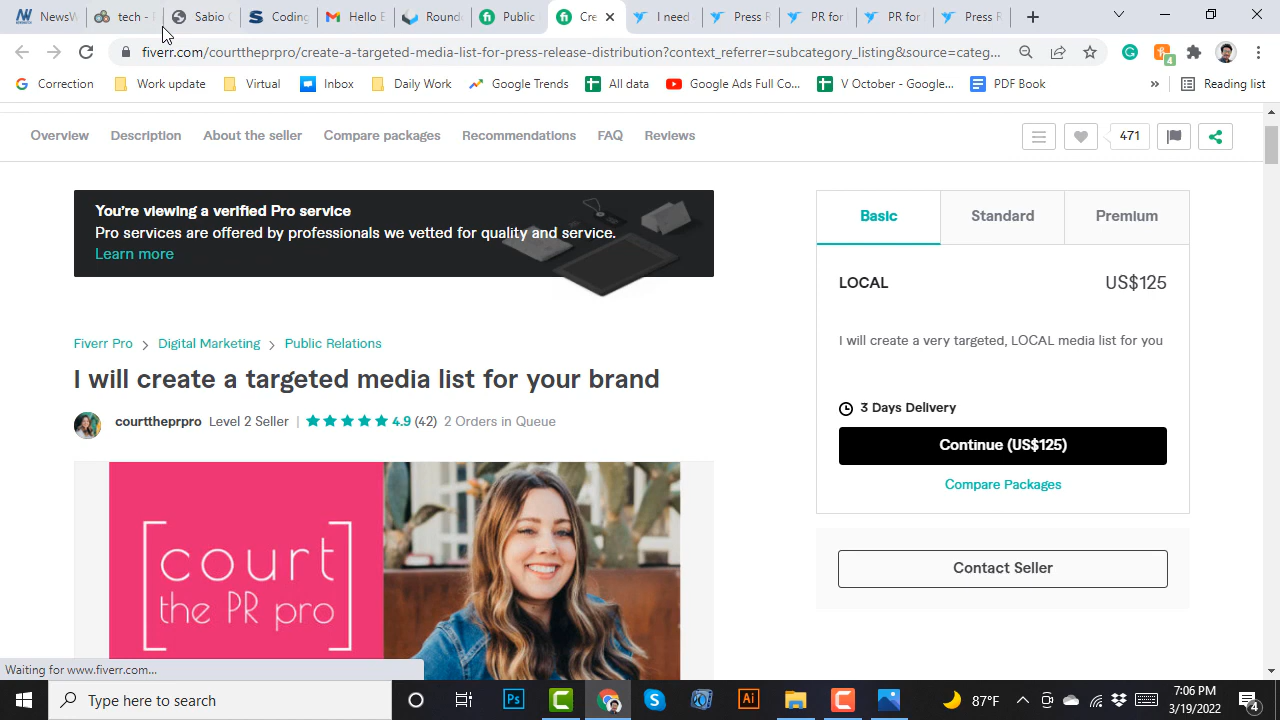 NewsW
tech -
Sabio
Coding
Hello E
Round
Public
Cre
I need
Press R
PR for
PR for
Press F
fiverr.com/courttheprpro/create-a-targeted-media-list-for-press-release-distribution?context_referrer=subcategory_listing&source=categ...
4
Correction
Work update
Virtual
Inbox
Daily Work
Google Trends
All data
Google Ads Full Co...
V October - Google...
PDF Book
»
Reading list
Overview
Description
About the seller
Compare packages
Recommendations
FAQ
Reviews
471
You're viewing a verified Pro service
Pro services are offered by professionals we vetted for quality and service.
Learn more
Basic
Standard
Premium
LOCAL
US$125
I will create a very targeted, LOCAL media list for you
3 Days Delivery
Continue (US$125)
Compare Packages
Contact Seller
Fiverr Pro > Digital Marketing > Public Relations
I will create a targeted media list for your brand
courttheprpro Level 2 Seller | 4.9 (42) 2 Orders in Queue
[court
the PR pro]
Waiting for www.fiverr.com...
Type here to search
Ps
Ai
87°F
7:06 PM
3/19/2022
4